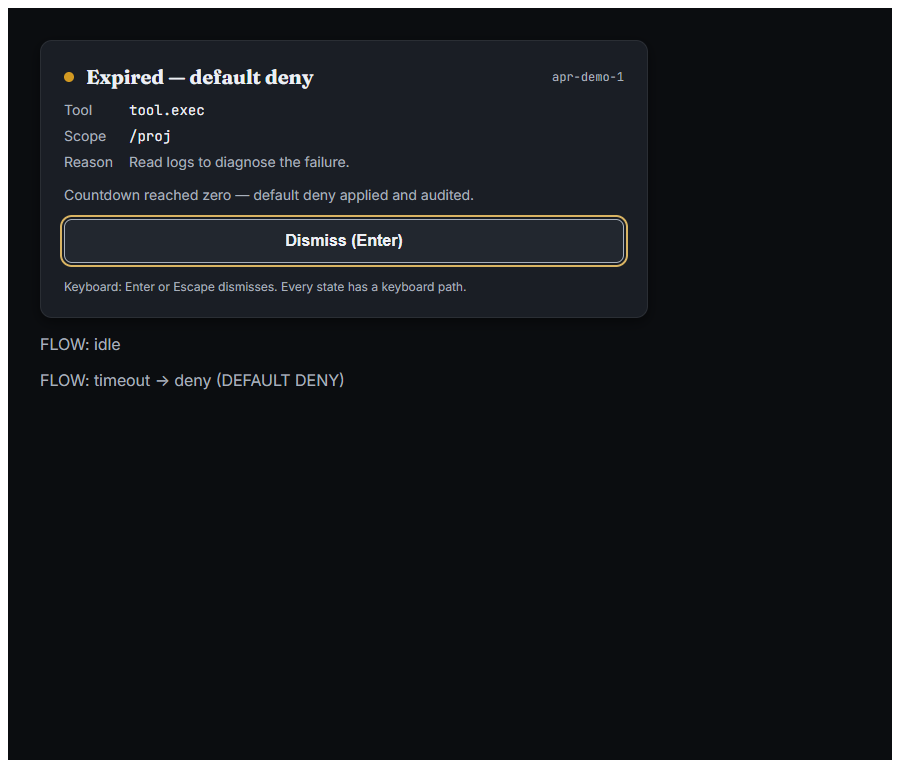 Expired — default deny apr-demo-1
Tool tool.exec
Scope /proj
Reason Read logs to diagnose the failure.
Countdown reached zero — default deny applied and audited.
Dismiss (Enter)
Keyboard: Enter or Escape dismisses. Every state has a keyboard path.
FLOW: idle
FLOW: timeout → deny (DEFAULT DENY)